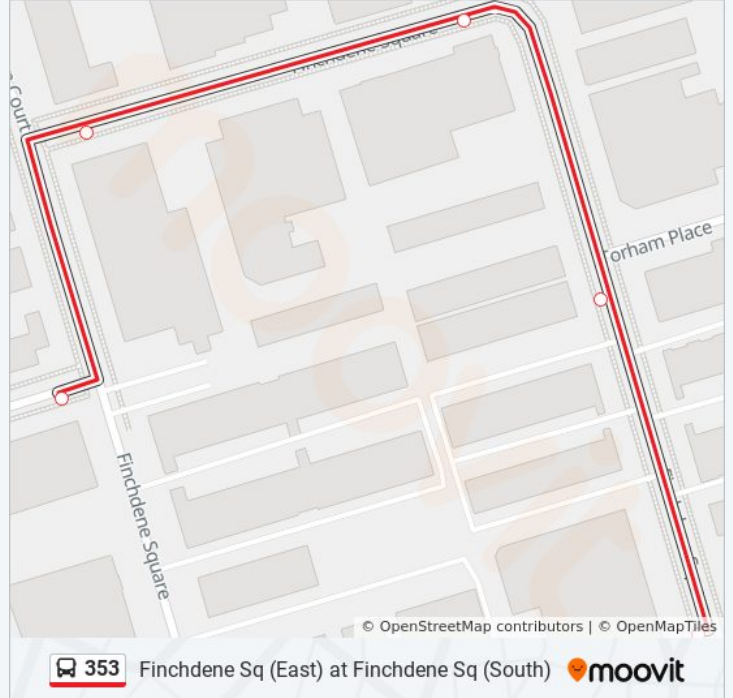 Finchdene Square
Court
Torham Place
Finchdene Square
© OpenStreetMap contributors | © OpenMapTiles
353 Finchdene Sq (East) at Finchdene Sq (South) moovit